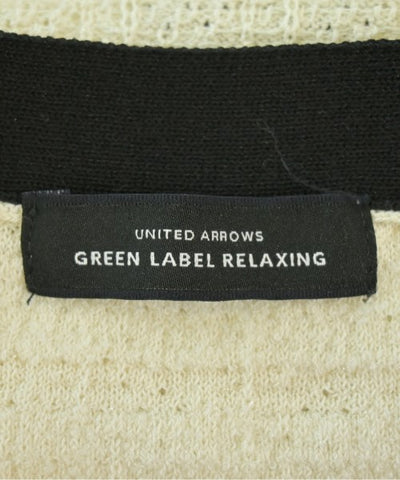 UNITED ARROWS
GREEN LABEL RELAXING